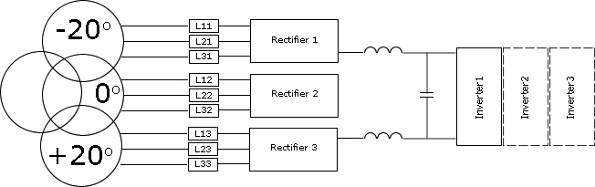 -20°
L11
L21
L31
Rectifier 1
0°
L12
L22
L32
Rectifier 2
+20°
L13
L23
L33
Rectifier 3
Inverter1
Inverter2
Inverter3